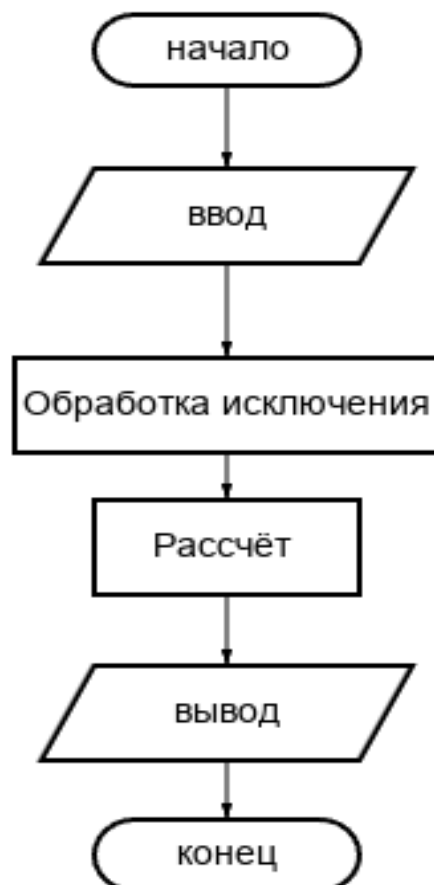 начало
ввод
Обработка исключения
Рассчёт
вывод
конец